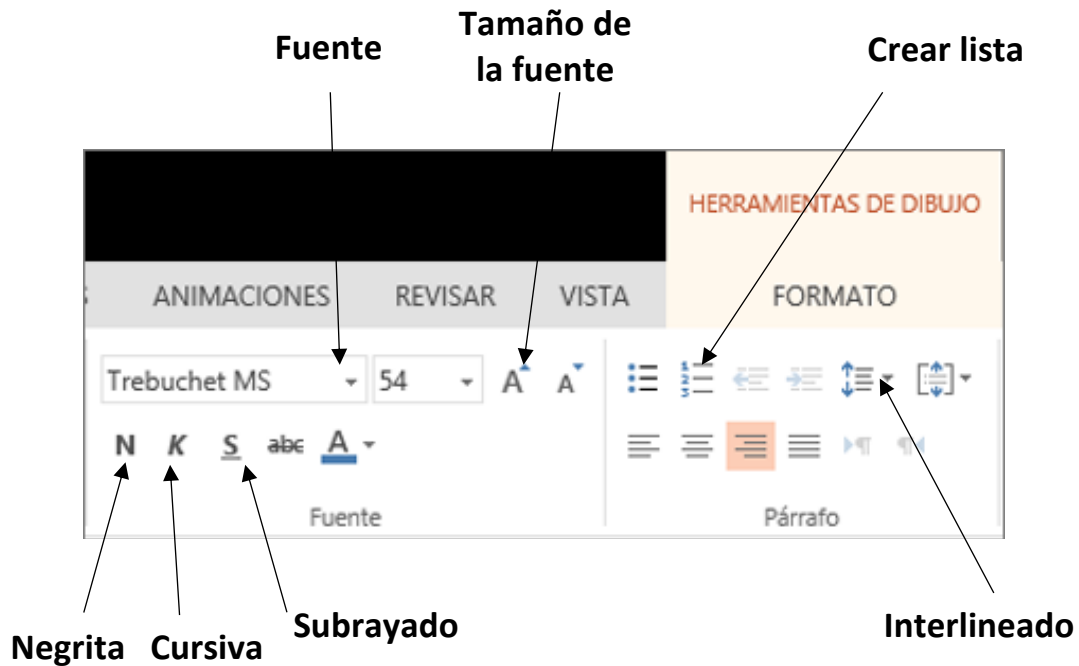 Fuente
Tamaño de
la fuente
Crear lista
HERRAMIENTAS DE DIBUJO
ANIMACIONES REVISAR VISTA FORMATO
Trebuchet MS 54 A A
N K S abc A
Fuente Párrafo
Negrita Cursiva Subrayado Interlineado